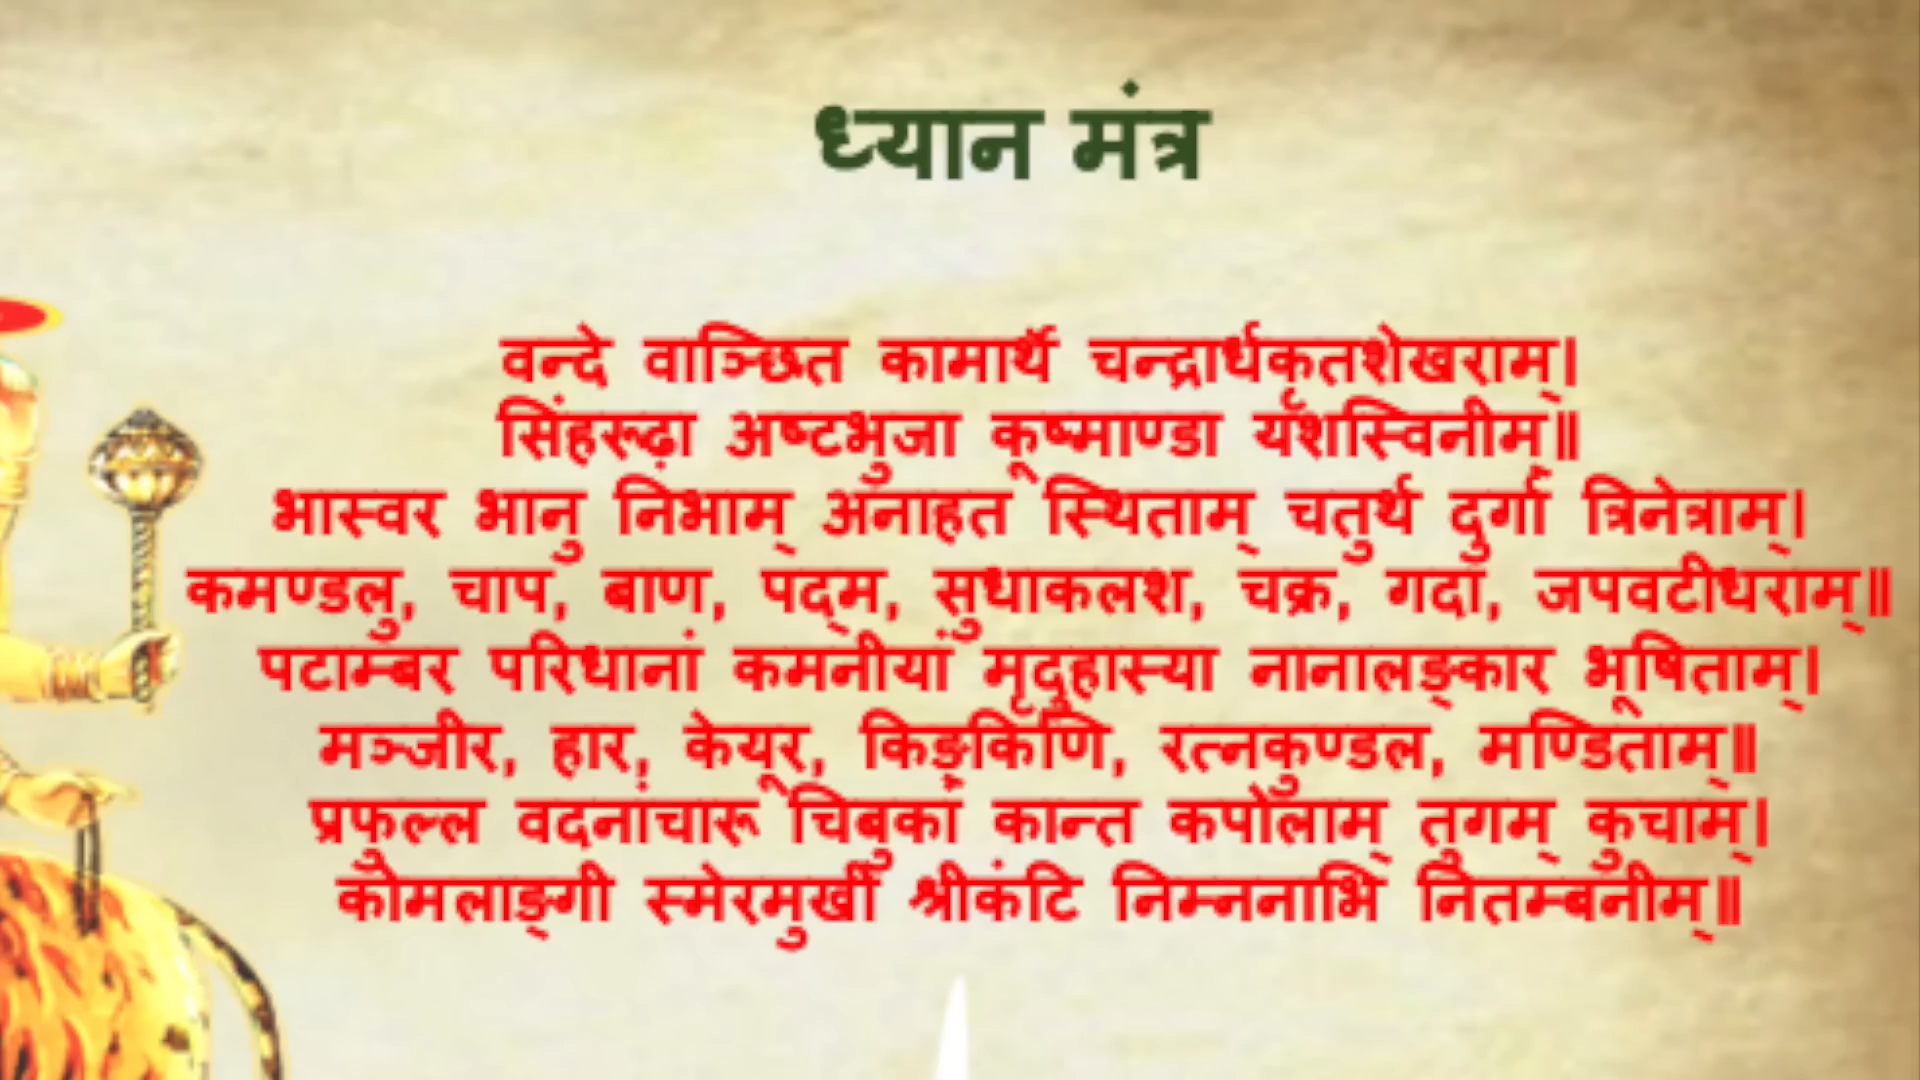 ध्यान मंत्र
वन्दे वाञ्छित कामार्थे चन्द्रार्धकृतशेखराम्।
सिंहरूढ़ा अष्टभुजा कूष्माण्डा यशस्विनीम्॥
भास्वर भानु निभाम् अनाहत स्थिताम् चतुर्थ दुर्गा त्रिनेत्राम्।
कमण्डलु, चाप, बाण, पद्म, सुधाकलश, चक्र, गदा, जपवटीधराम्॥
पटाम्बर परिधानां कमनीयां मृदुहास्या नानालङ्कार भूषिताम्।
मञ्जीर, हार, केयूर, किङ्किणि, रत्नकुण्डल, मण्डिताम्॥
प्रफुल्ल वदनांचारू चिबुकां कान्त कपोलाम् तुगम् कुचाम्।
कोमलाङ्गी स्मेरमुखी श्रीकंटि निम्ननाभि नितम्बनीम्॥